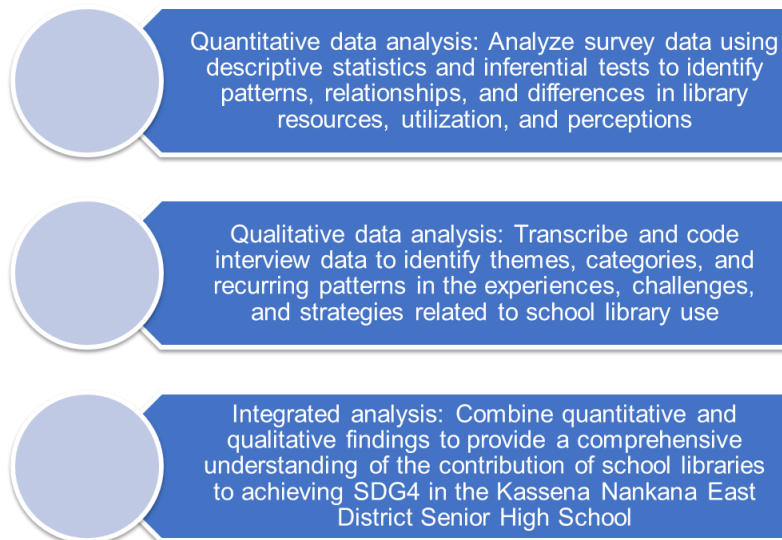 Quantitative data analysis: Analyze survey data using
descriptive statistics and inferential tests to identify
patterns, relationships, and differences in library
resources, utilization, and perceptions
Qualitative data analysis: Transcribe and code
interview data to identify themes, categories, and
recurring patterns in the experiences, challenges,
and strategies related to school library use
Integrated analysis: Combine quantitative and
qualitative findings to provide a comprehensive
understanding of the contribution of school libraries
to achieving SDG4 in the Kassena Nankana East
District Senior High School